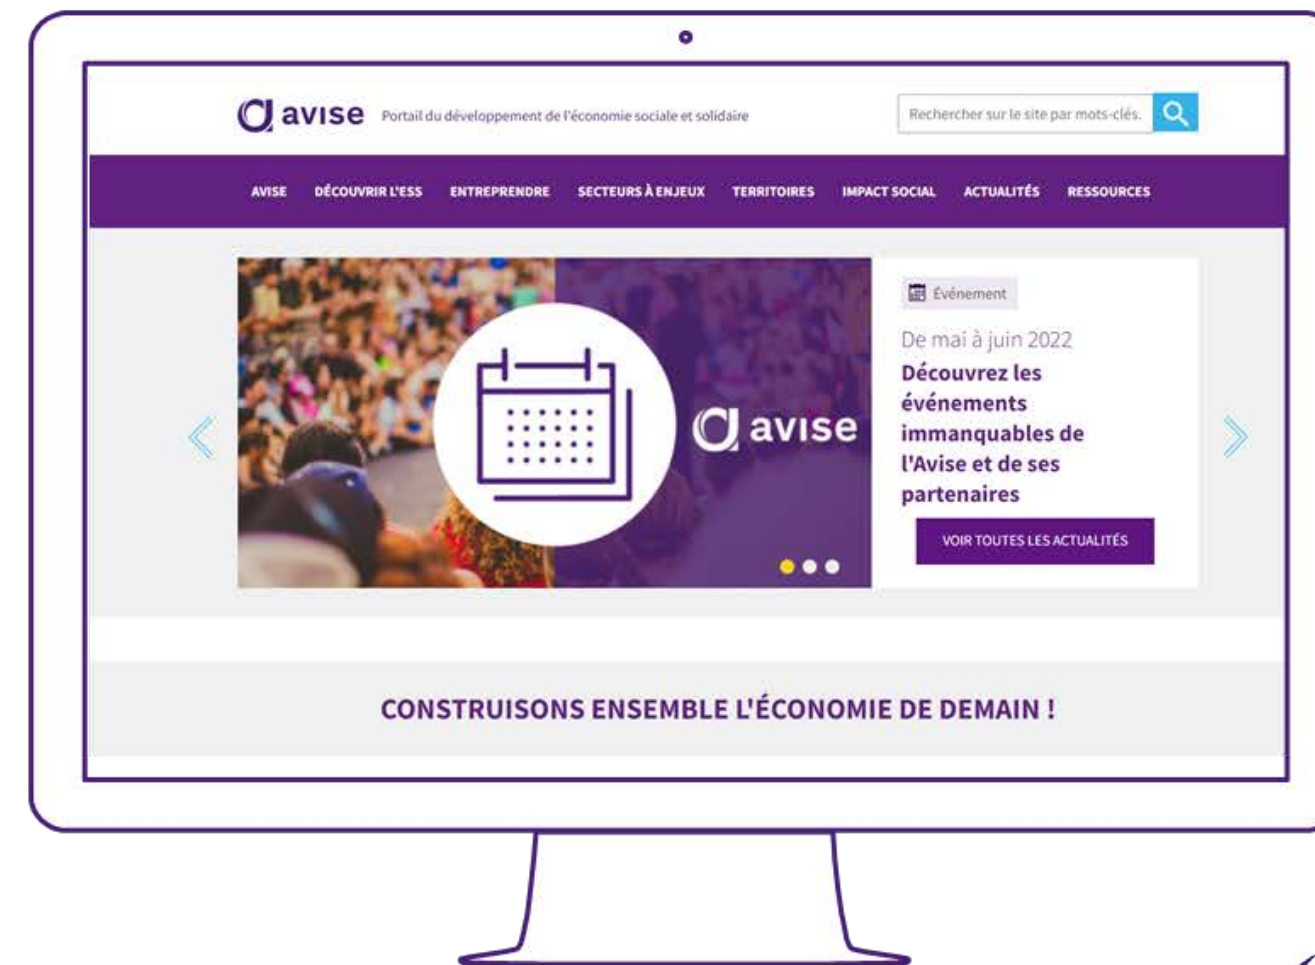 avise
Portail du développement de l'économie sociale et solidaire
Rechercher sur le site par mots-clés.
AVISE DÉCOUVRIR L'ESS ENTREPRENDRE SECTEURS À ENJEUX TERRITOIRES IMPACT SOCIAL ACTUALITÉS RESSOURCES
avise
Événement
De mai à juin 2022
Découvrez les
événements
immanquables de
l'Avise et de ses
partenaires
VOIR TOUTES LES ACTUALITÉS
CONSTRUISONS ENSEMBLE L'ÉCONOMIE DE DEMAIN !